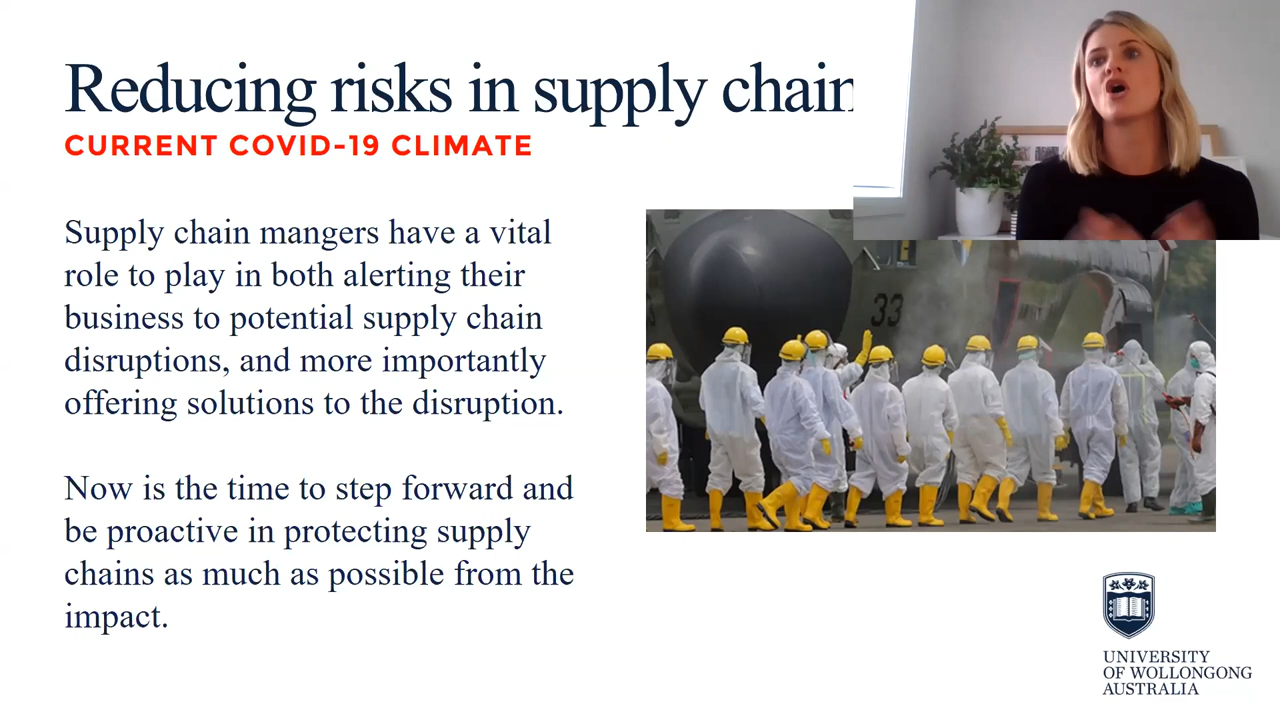 Reducing risks in supply chain
CURRENT COVID-19 CLIMATE
Supply chain mangers have a vital
role to play in both alerting their
business to potential supply chain
disruptions, and more importantly
offering solutions to the disruption.
Now is the time to step forward and
be proactive in protecting supply
chains as much as possible from the
impact.
33
UNIVERSITY
OF WOLLONGONG
AUSTRALIA